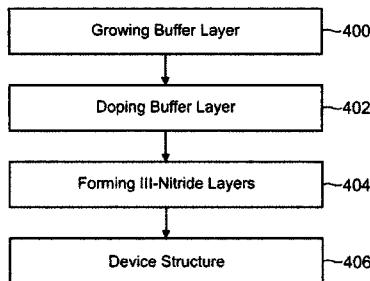 Growing Buffer Layer 400
Doping Buffer Layer 402
Forming III-Nitride Layers 404
Device Structure 406